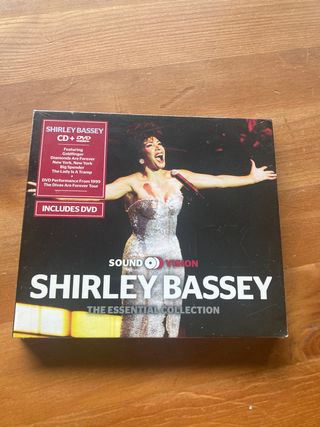 SHIRLEY BASSEY
CD + DVD
Featuring
Goldfinger
Diamonds Are Forever
New York, New York
Big Spender
The Lady Is A Tramp
+
DVD Performance From 1999
The Divas Are Forever Tour
INCLUDES DVD
SOUND VISION
SHIRLEY BASSEY
THE ESSENTIAL COLLECTION